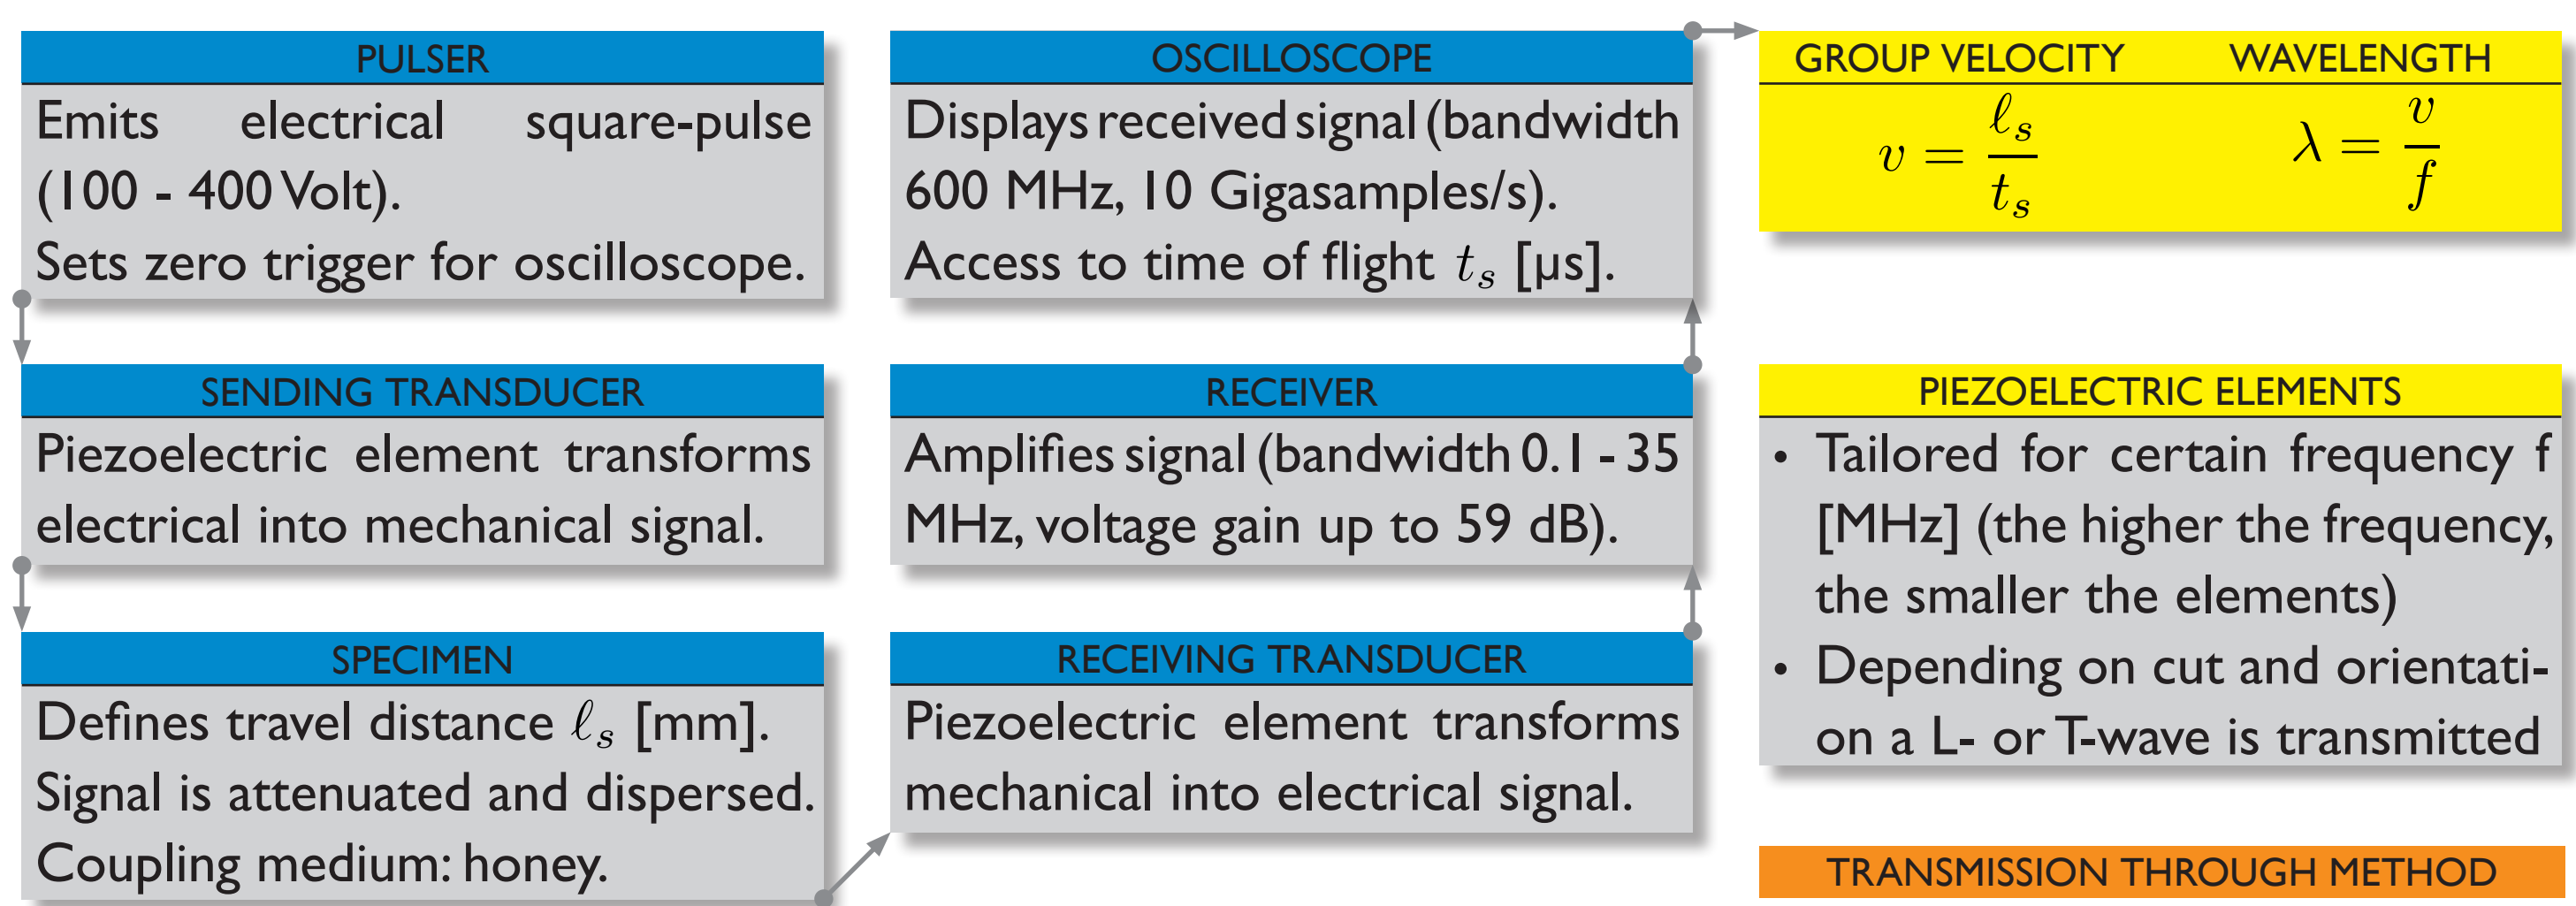 PULSER
Emits electrical square-pulse
(100 - 400 Volt).
Sets zero trigger for oscilloscope.
SENDING TRANSDUCER
Piezoelectric element transforms
electrical into mechanical signal.
SPECIMEN
Defines travel distance ℓₛ [mm].
Signal is attenuated and dispersed.
Coupling medium: honey.
RECEIVING TRANSDUCER
Piezoelectric element transforms
mechanical into electrical signal.
RECEIVER
Amplifies signal (bandwidth 0.1 - 35
MHz, voltage gain up to 59 dB).
OSCILLOSCOPE
Displays received signal (bandwidth
600 MHz, 10 Gigasamples/s).
Access to time of flight tₛ [µs].
GROUP VELOCITY
v = ℓₛ / tₛ
WAVELENGTH
λ = v / f
PIEZOELECTRIC ELEMENTS
• Tailored for certain frequency f
[MHz] (the higher the frequency,
the smaller the elements)
• Depending on cut and orientati-
on a L- or T-wave is transmitted
TRANSMISSION THROUGH METHOD